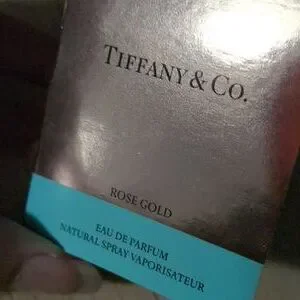 TIFFANY & CO.
ROSE GOLD
EAU DE PARFUM
NATURAL SPRAY VAPORISATEUR